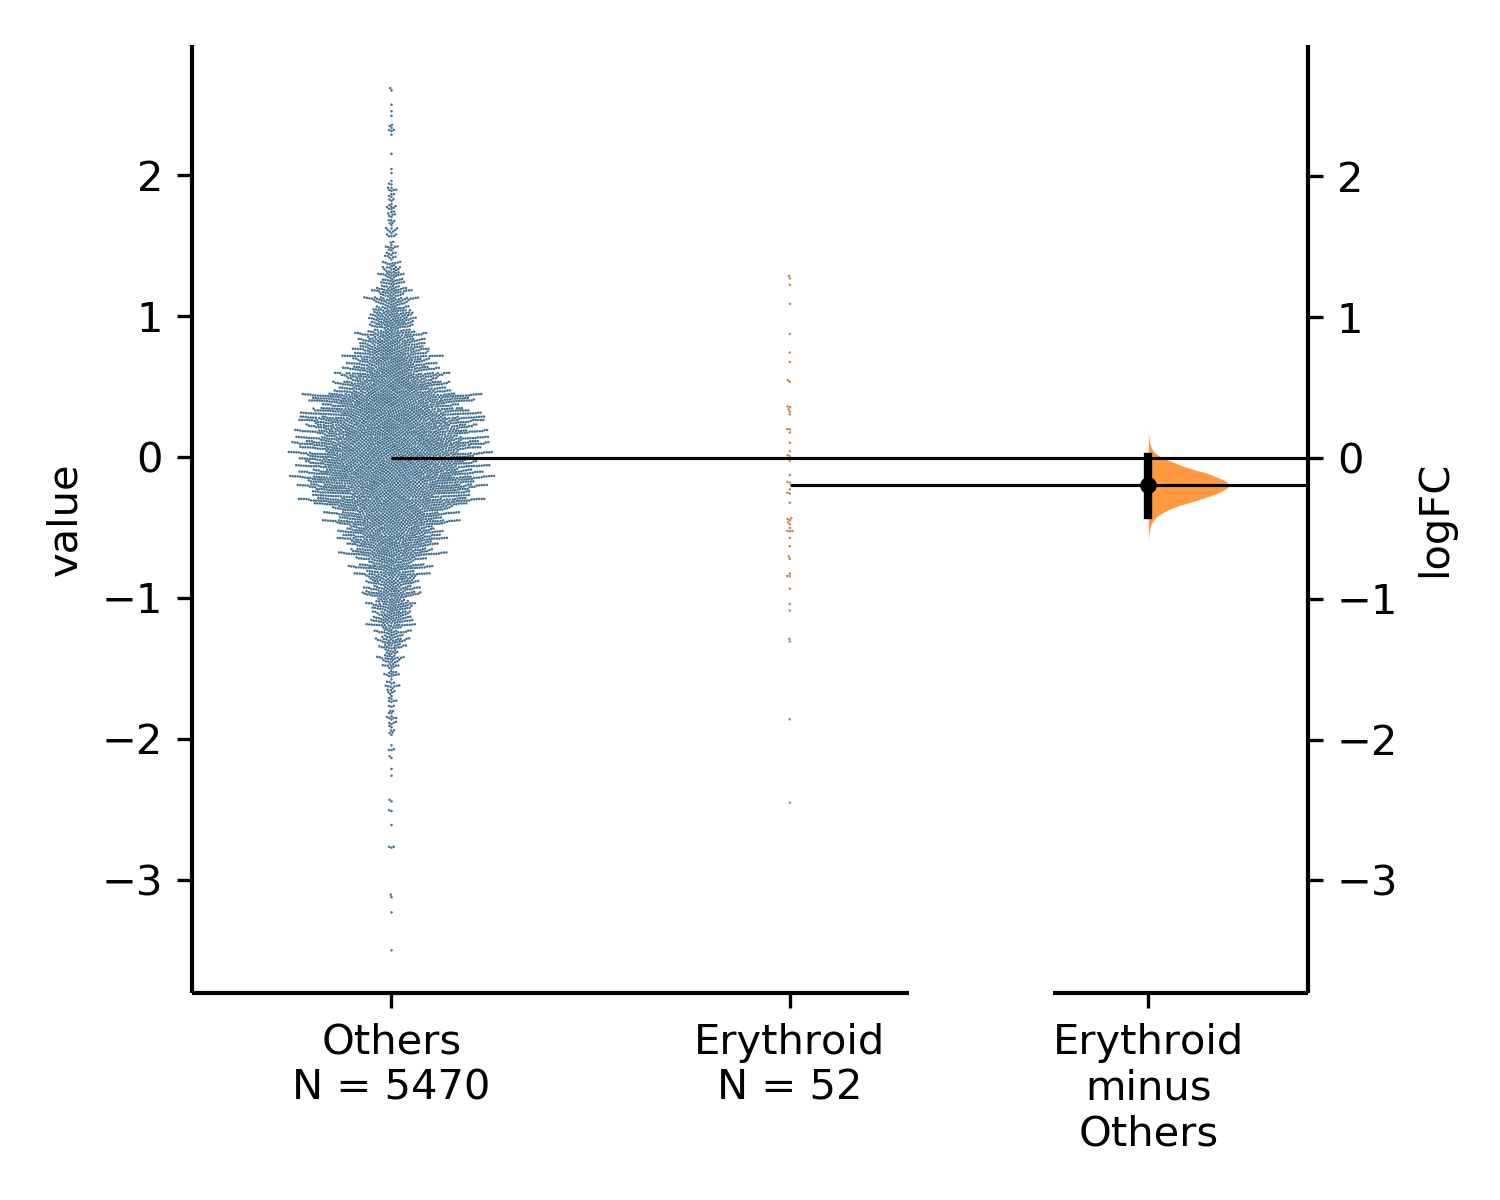 2
1
0
−1
−2
−3
value
2
1
0
−1
−2
−3
logFC
Others
N = 5470
Erythroid
N = 52
Erythroid
minus
Others